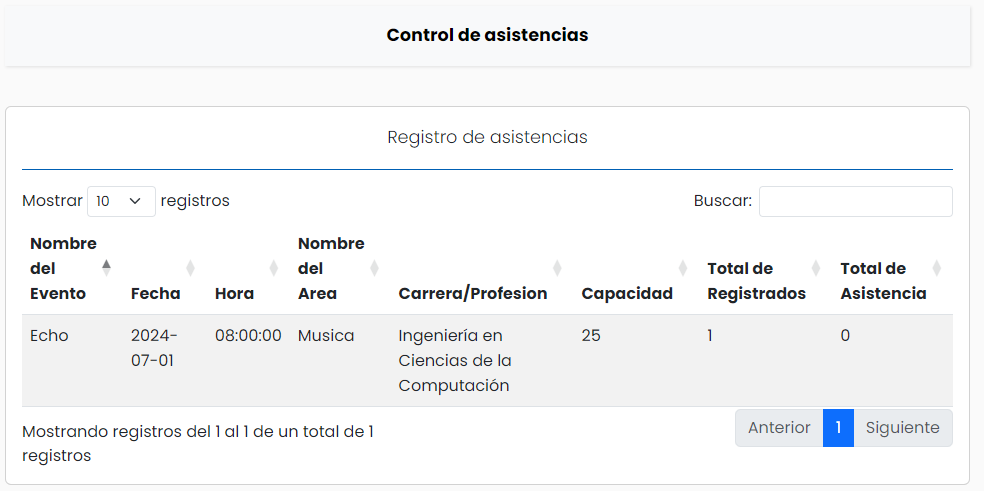 Control de asistencias
Registro de asistencias
Mostrar 10 registros
Buscar:
Nombre del Evento
Fecha
Hora
Nombre del Area
Carrera/Profesion
Capacidad
Total de Registrados
Total de Asistencia
Echo
2024-07-01
08:00:00
Musica
Ingeniería en
Ciencias de la
Computación
25
1
0
Mostrando registros del 1 al 1 de un total de 1
registros
Anterior 1 Siguiente